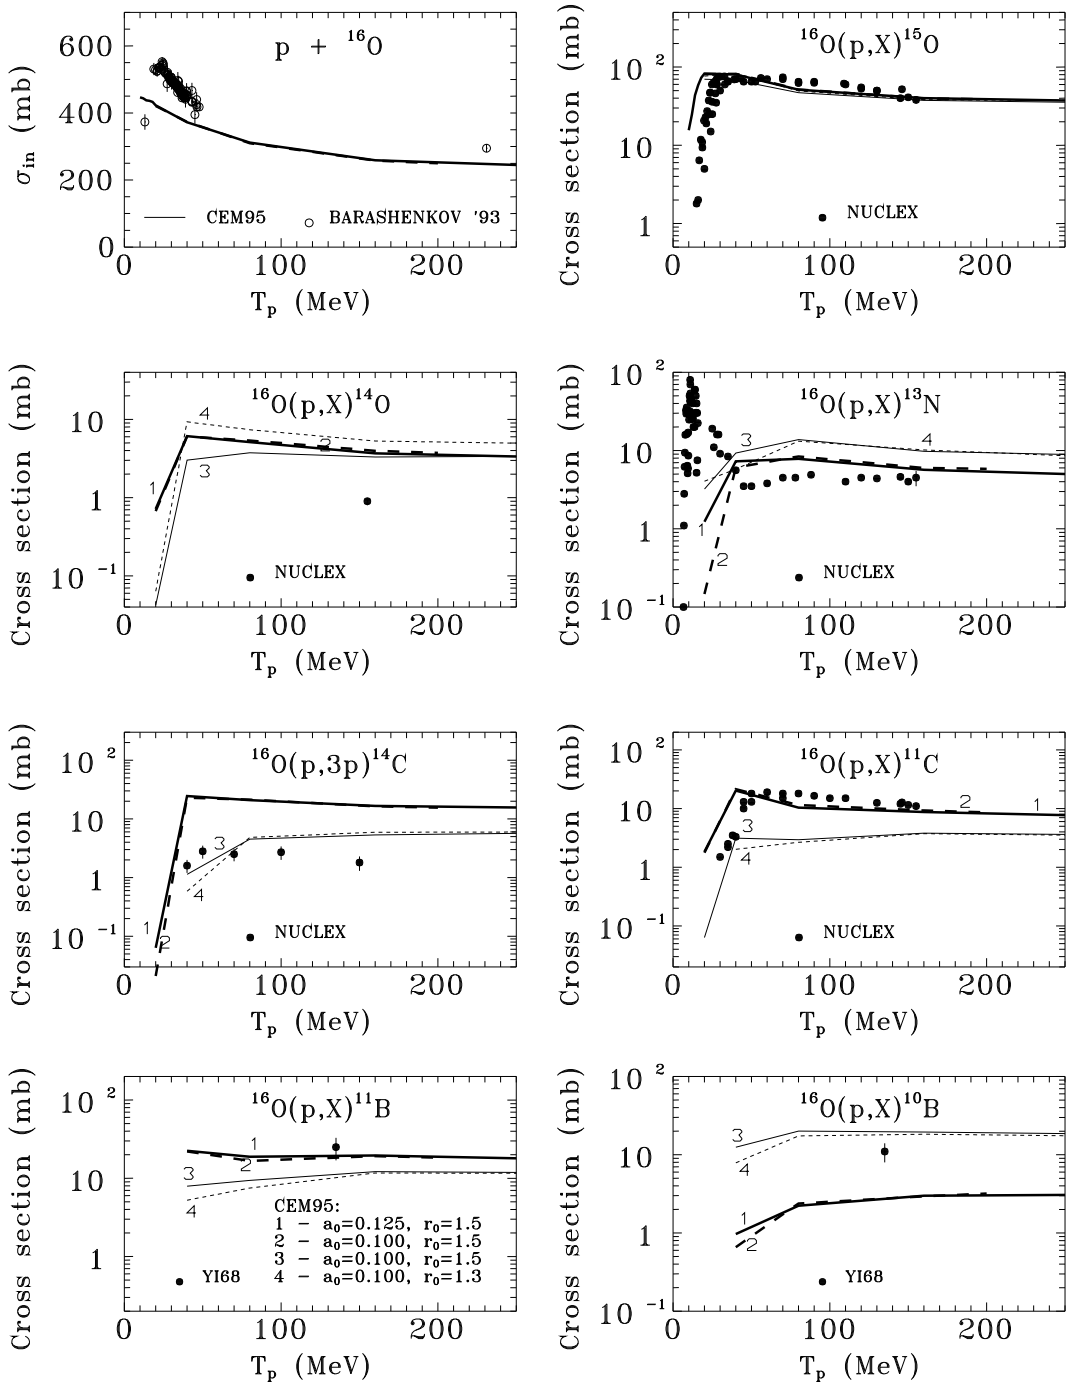 p + ¹⁶O
σin (mb)
600
400
200
0
0 100 200
Tp (MeV)
CEM95 BARASHENKOV '93
¹⁶O(p,X)¹⁵O
Cross section (mb)
10 ²
10
1
0 100 200
Tp (MeV)
NUCLEX
¹⁶O(p,X)¹⁴O
Cross section (mb)
10
1
10 ⁻¹
0 100 200
Tp (MeV)
4
2
3
1
NUCLEX
¹⁶O(p,X)¹³N
Cross section (mb)
10 ²
10
1
10 ⁻¹
0 100 200
Tp (MeV)
3
4
1
2
NUCLEX
¹⁶O(p,3p)¹⁴C
Cross section (mb)
10 ²
10
1
10 ⁻¹
0 100 200
Tp (MeV)
3
4
1
2
NUCLEX
¹⁶O(p,X)¹¹C
Cross section (mb)
10 ²
10
1
10 ⁻¹
0 100 200
Tp (MeV)
2
1
3
4
NUCLEX
¹⁶O(p,X)¹¹B
Cross section (mb)
10 ²
10
1
0 100 200
Tp (MeV)
1
2
3
4
CEM95:
1 – a₀=0.125, r₀=1.5
2 – a₀=0.100, r₀=1.5
3 – a₀=0.100, r₀=1.5
4 – a₀=0.100, r₀=1.3
YI68
¹⁶O(p,X)¹⁰B
Cross section (mb)
10 ²
10
1
10 ⁻¹
0 100 200
Tp (MeV)
3
4
1
2
YI68